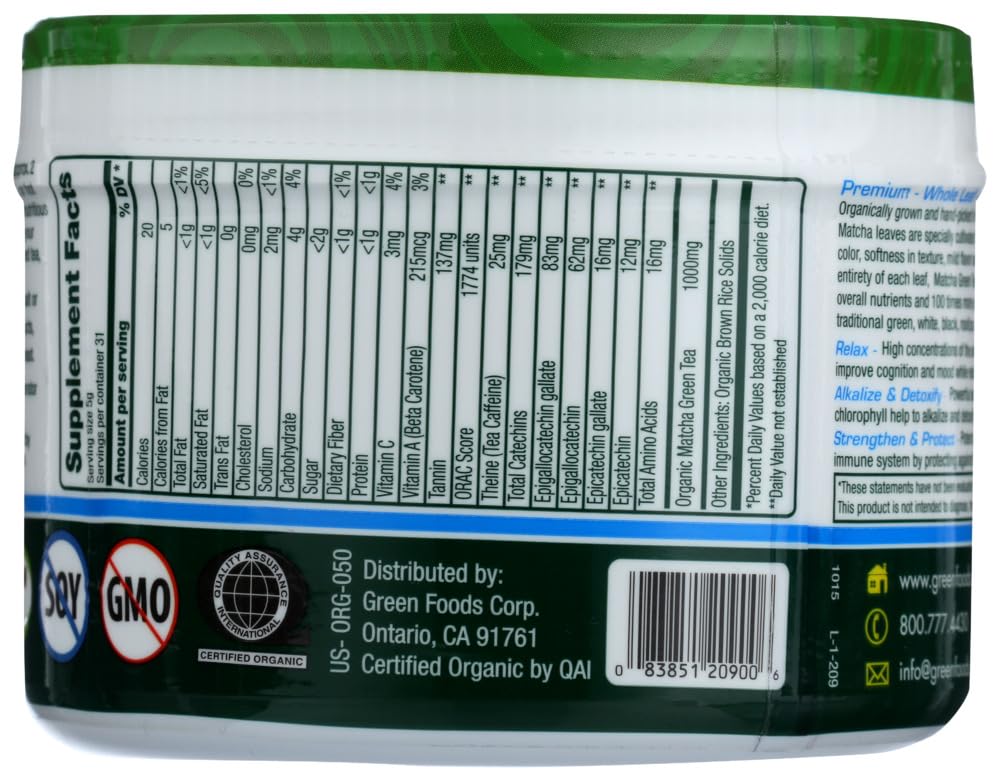 Supplement Facts
Serving size 5g
Servings per container 31
Amount per serving % DV *
Calories 20
Calories from Fat 5
Total Fat <1g <1%
Saturated Fat <1g <5%
Trans Fat 0g
Cholesterol 0mg 0%
Sodium 2mg <1%
Carbohydrate 4g 4%
Sugar <2g
Dietary Fiber <1g <1%
Protein <1g <1g
Vitamin C 3mg 4%
Vitamin A (Beta Carotene) 215mcg 3%
Tannin 137mg **
ORAC Score 1774 units
Theine (Tea Caffeine) 25mg **
Total Catechins 179mg **
Epigallocatechin gallate 83mg **
Epigallocatechin 62mg **
Epicatechin gallate 16mg **
Epicatechin 12mg **
Total Amino Acids 16mg **
Organic Matcha Green Tea 1000mg
Other Ingredients: Organic Brown Rice Solids
*Percent Daily Values based on a 2,000 calorie diet.
**Daily Value not established
Premium - Whole Leaf
Organically grown and hand-picked
Matcha leaves are specially
color, softness in texture, mild
entirety of each leaf, Matcha Green
overall nutrients and 100 times
traditional green, white, black,
Relax - High concentrations of
improve cognition and mood while
Alkalize & Detoxify
chlorophyll help to alkalize and
Strengthen & Protect
immune system by protecting
*These statements have not been
This product is not intended to
SOY
GMO
QUALITY ASSURANCE
INTERNATIONAL
CERTIFIED ORGANIC
US- ORG-050
Distributed by:
Green Foods Corp.
Ontario, CA 91761
Certified Organic by QAI
0 83851 20900 6
1015 L-1-209
www.greenfoods
800.777
info@greenfoods